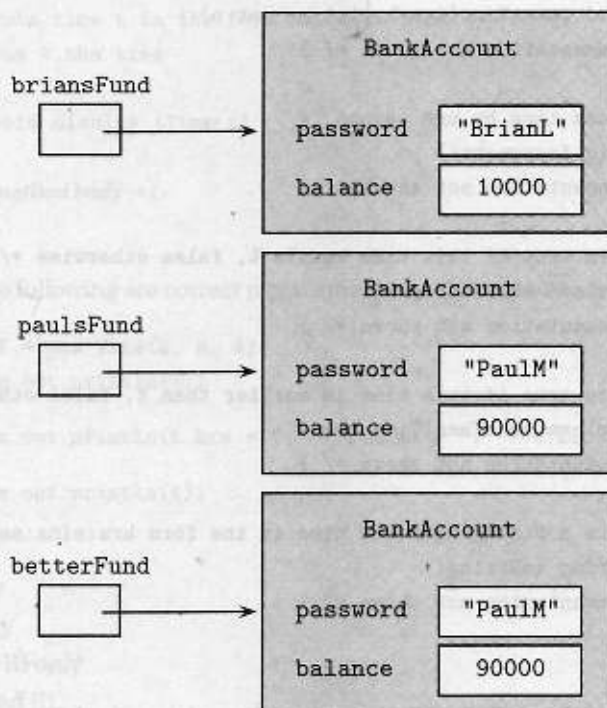 BankAccount
briansFund
password "BrianL"
balance 10000
BankAccount
paulsFund
password "PaulM"
balance 90000
BankAccount
betterFund
password "PaulM"
balance 90000